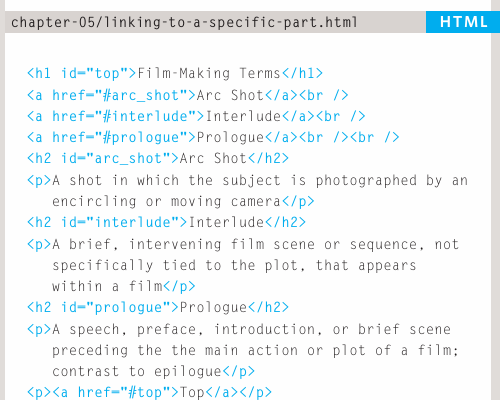 chapter-05/linking-to-a-specific-part.html HTML
<h1 id="top">Film-Making Terms</h1>
<a href="#arc_shot">Arc Shot</a><br />
<a href="#interlude">Interlude</a><br />
<a href="#prologue">Prologue</a><br /><br />
<h2 id="arc_shot">Arc Shot</h2>
<p>A shot in which the subject is photographed by an
encircling or moving camera</p>
<h2 id="interlude">Interlude</h2>
<p>A brief, intervening film scene or sequence, not
specifically tied to the plot, that appears
within a film</p>
<h2 id="prologue">Prologue</h2>
<p>A speech, preface, introduction, or brief scene
preceding the the main action or plot of a film;
contrast to epilogue</p>
<p><a href="#top">Top</a></p>